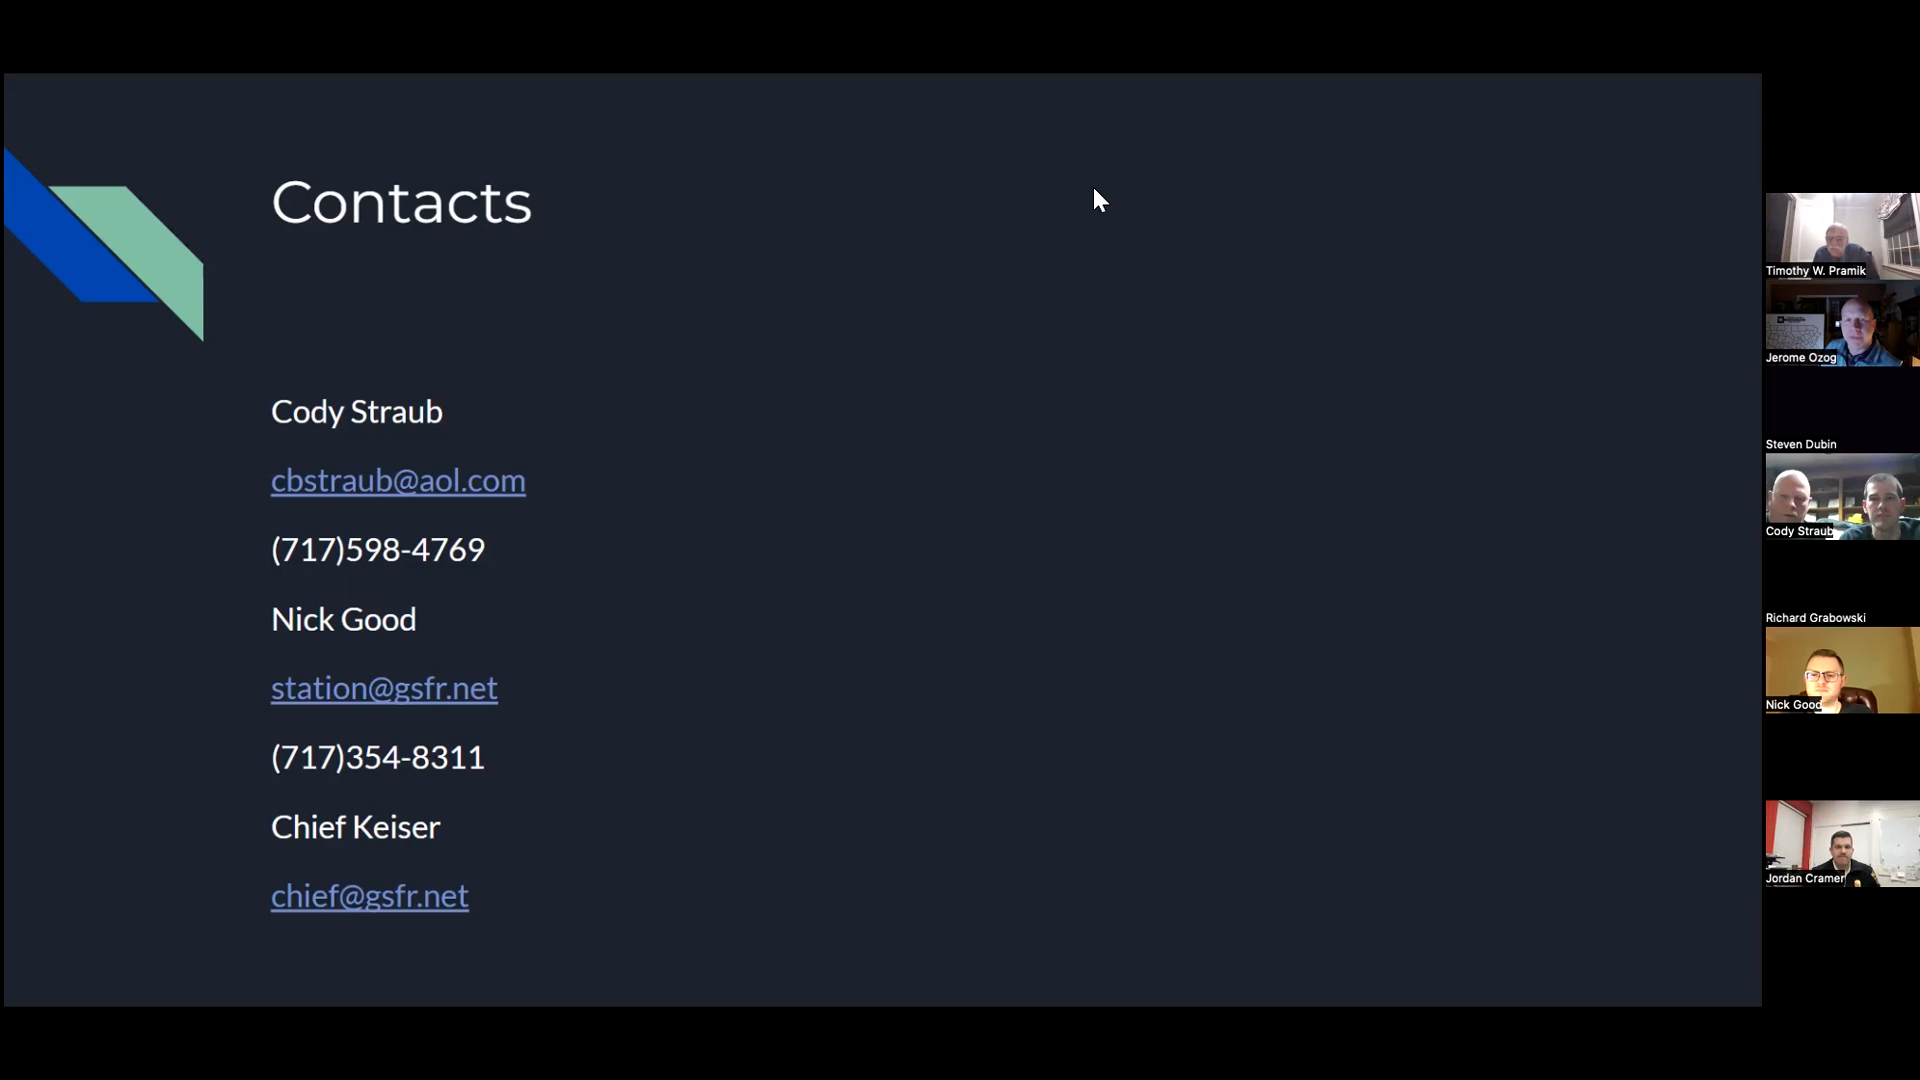 Contacts
Cody Straub
cbstraub@aol.com
(717)598-4769
Nick Good
station@gsfr.net
(717)354-8311
Chief Keiser
chief@gsfr.net
Timothy W. Pramik
Jerome Ozog
Steven Dubin
Cody Straub
Richard Grabowski
Nick Good
Jordan Cramer